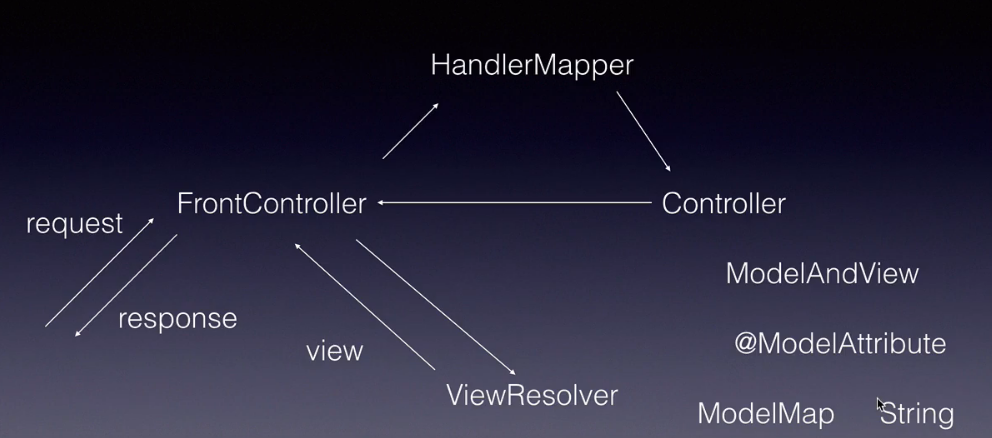 HandlerMapper
FrontController
Controller
request
ModelAndView
response
@ModelAttribute
view
ViewResolver
ModelMap
String